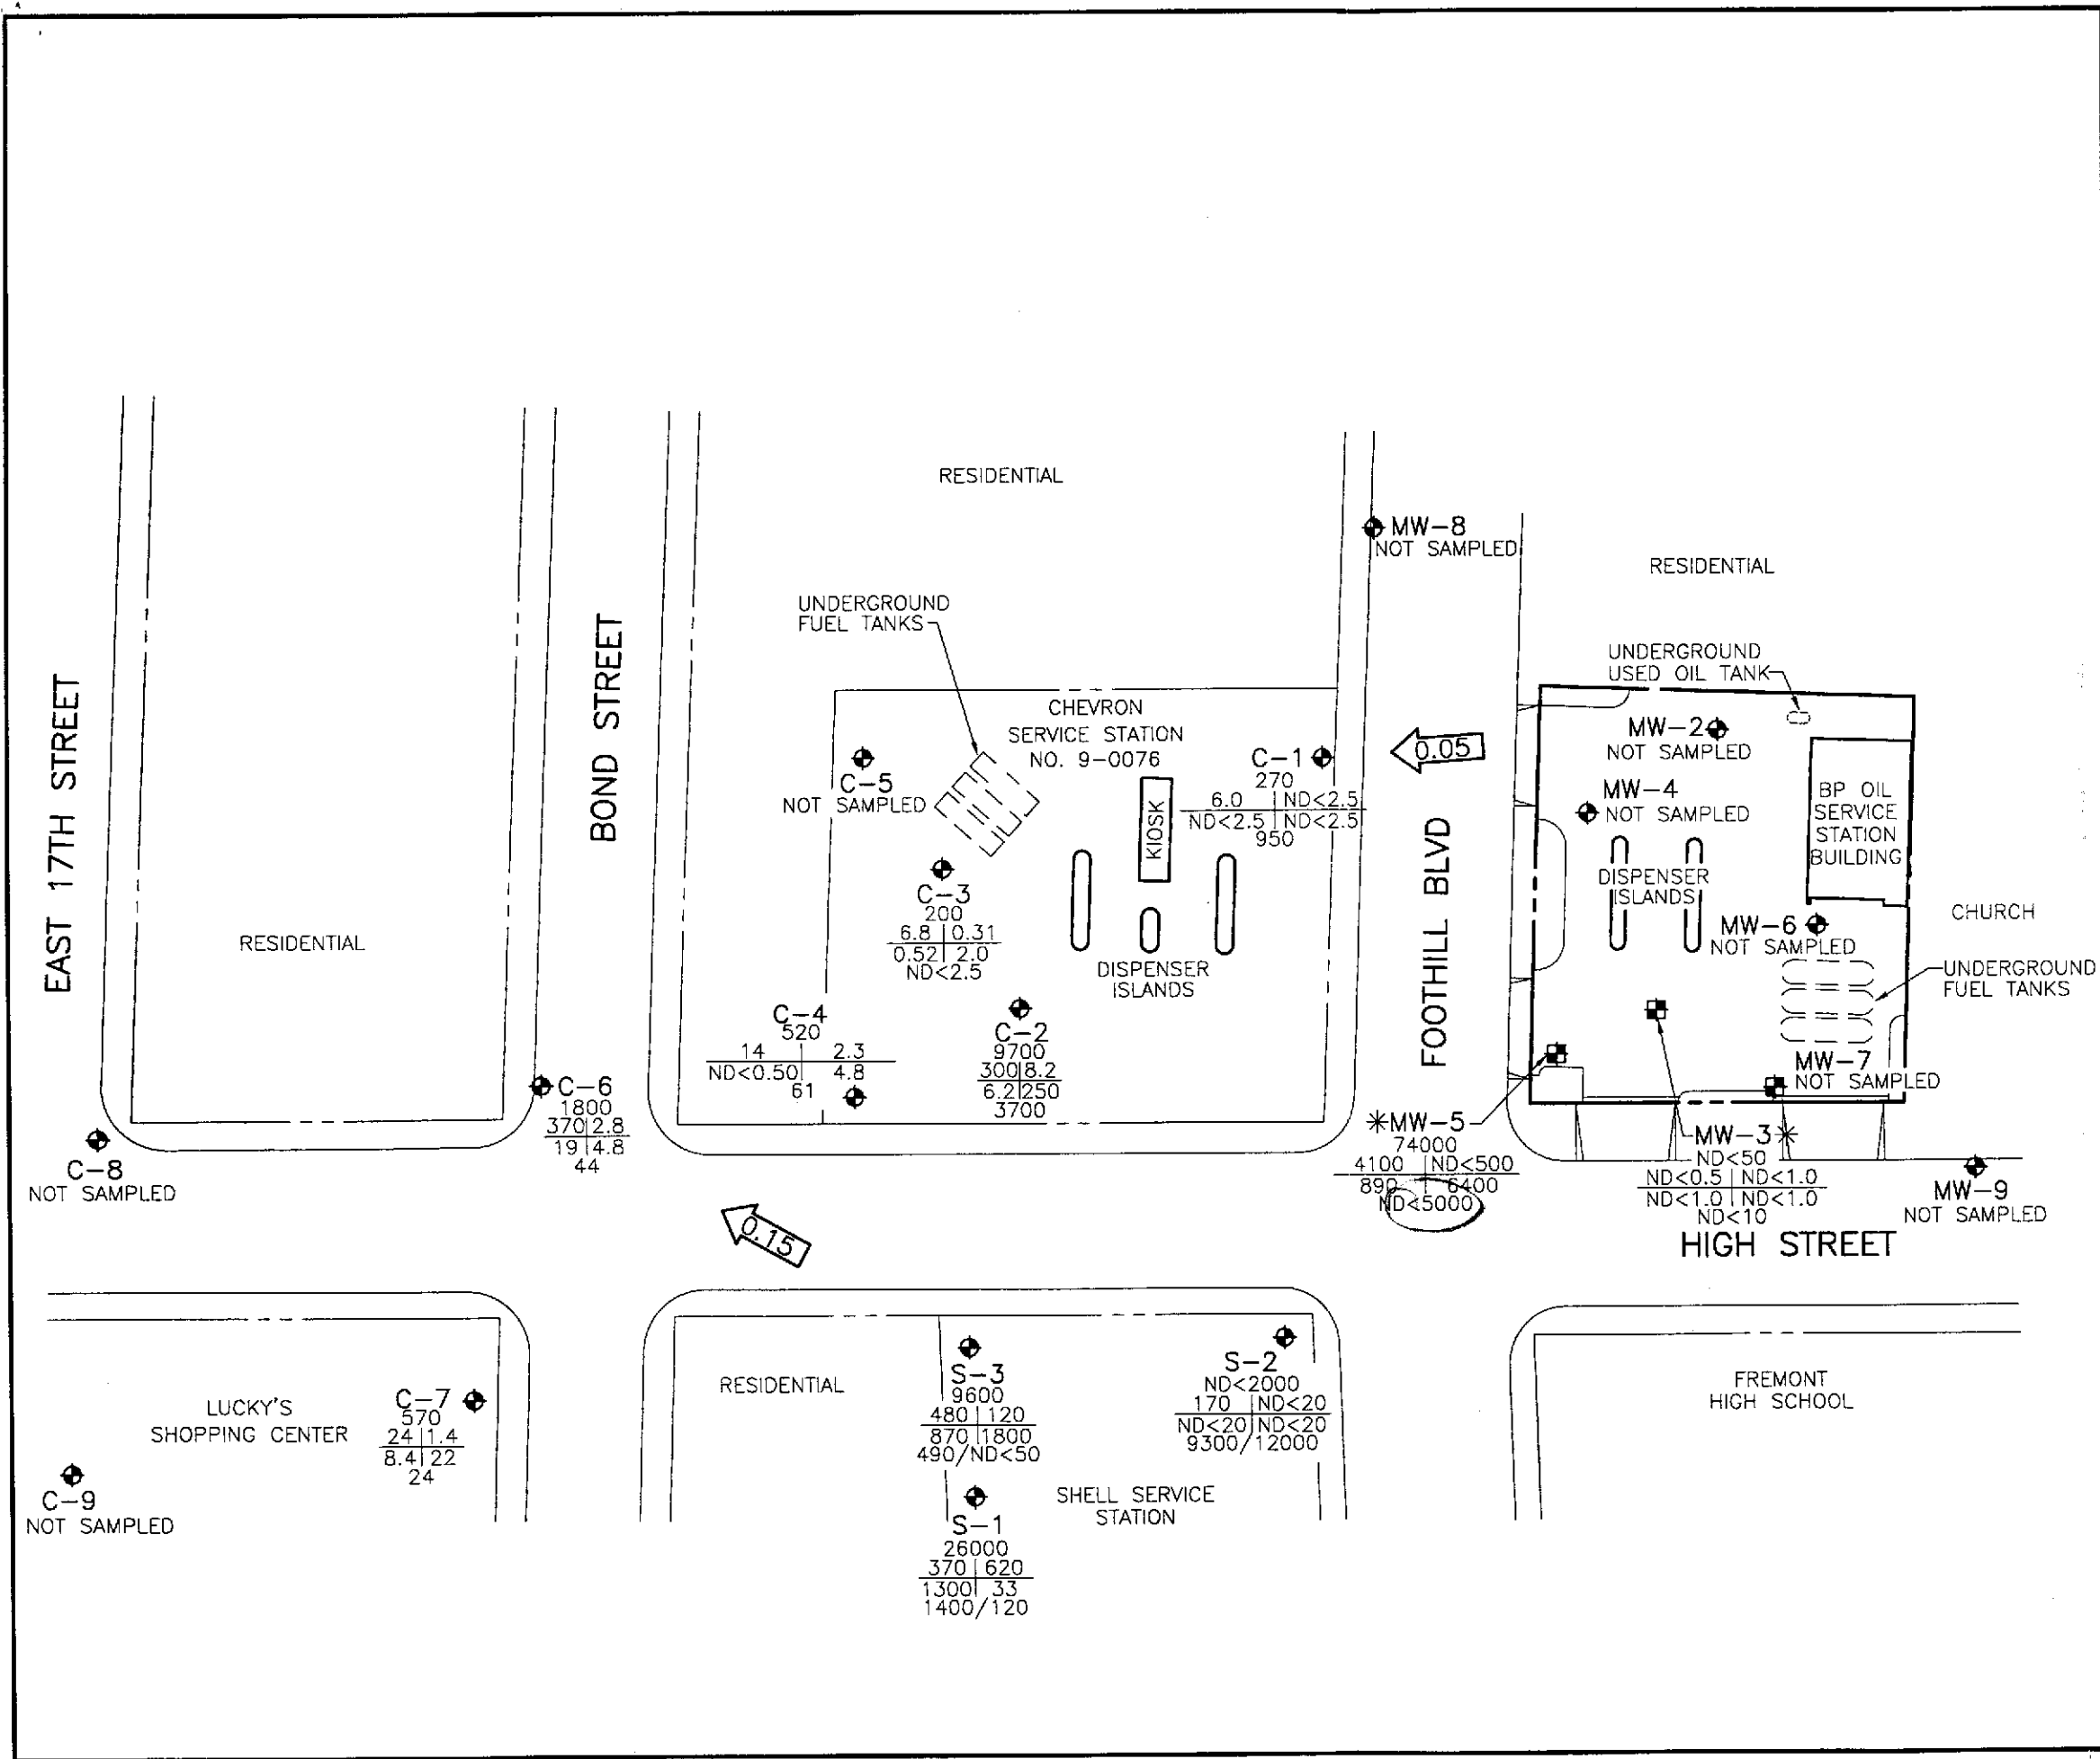 RESIDENTIAL
MW-8
NOT SAMPLED
RESIDENTIAL
UNDERGROUND
FUEL TANKS
UNDERGROUND
USED OIL TANK
EAST 17TH STREET
BOND STREET
CHEVRON
SERVICE STATION
NO. 9-0076
C-5
NOT SAMPLED
C-1
270
6.0 | ND<2.5
ND<2.5 | ND<2.5
950
KIOSK
0.05
FOOTHILL BLVD
MW-2
NOT SAMPLED
MW-4
NOT SAMPLED
BP OIL
SERVICE
STATION
BUILDING
DISPENSER
ISLANDS
MW-6
NOT SAMPLED
CHURCH
UNDERGROUND
FUEL TANKS
RESIDENTIAL
C-3
200
6.8 | 0.31
0.52 | 2.0
ND<2.5
DISPENSER
ISLANDS
C-4
520
14 | 2.3
ND<0.50 | 4.8
61
C-2
9700
300 | 8.2
6.2 | 250
3700
MW-7
NOT SAMPLED
C-6
1800
370 | 2.8
19 | 4.8
44
C-8
NOT SAMPLED
*MW-5
74000
4100 | ND<500
890 | 6400
ND<5000
MW-3*
ND<50
ND<0.5 | ND<1.0
ND<1.0 | ND<1.0
ND<10
MW-9
NOT SAMPLED
0.15
HIGH STREET
LUCKY'S
SHOPPING CENTER
C-7
570
24 | 1.4
8.4 | 22
24
C-9
NOT SAMPLED
RESIDENTIAL
S-3
9600
480 | 120
870 | 1800
490/ND<50
S-2
ND<2000
170 | ND<20
ND<20 | ND<20
9300/12000
FREMONT
HIGH SCHOOL
SHELL SERVICE
STATION
S-1
26000
370 | 620
1300 | 33
1400/120